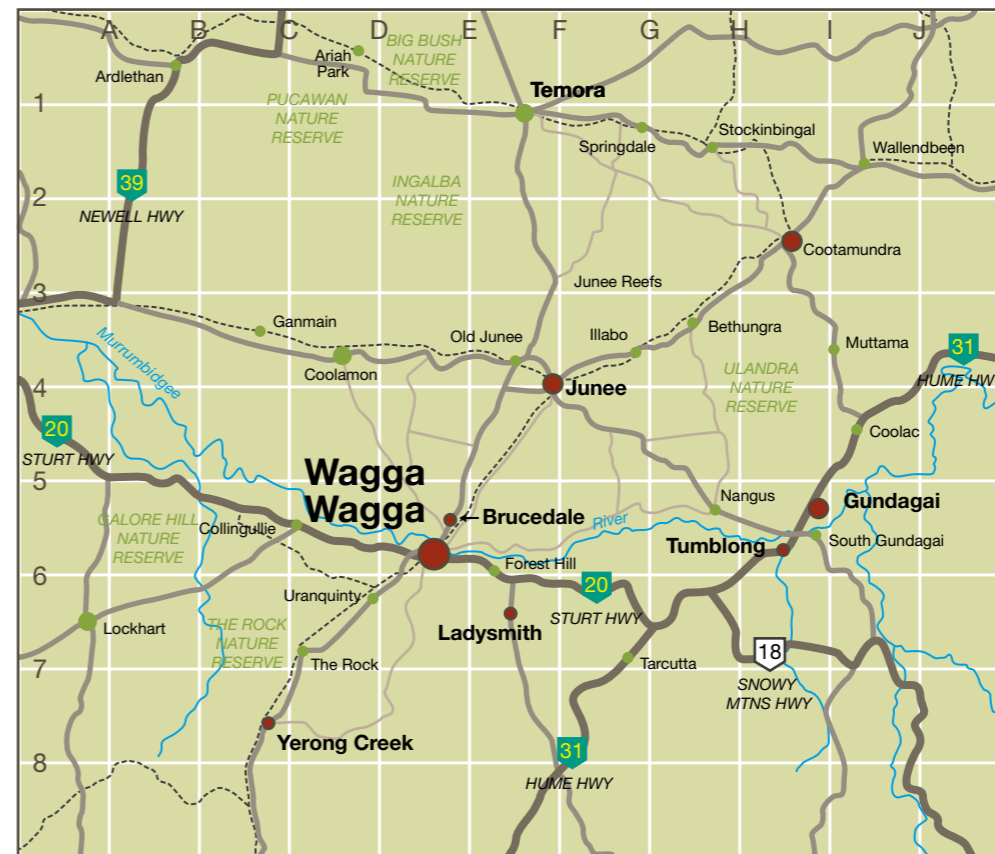 A B C D E F G H I J
Ardlethan
Ariah
Park
BIG BUSH
NATURE
RESERVE
Temora
1
PUCAWAN
NATURE
RESERVE
Springdale
Stockinbingal
Wallendbeen
39
NEWELL HWY
INGALBA
NATURE
RESERVE
2
Cootamundra
3
Junee Reefs
Murrumbidgee
Ganmain
Coolamon
Old Junee
Illabo
Bethungra
Muttama
31
HUME HW
ULANDRA
NATURE
RESERVE
4
Junee
20
STURT HWY
Coolac
5
Wagga
Wagga
Brucedale
River
Nangus
Gundagai
GALORE HILL
NATURE
RESERVE
Collingullie
Tumblong
South Gundagai
6
Forest Hill
20
STURT HWY
Uranquinty
Ladysmith
Lockhart
THE ROCK
NATURE
RESERVE
The Rock
7
Tarcutta
18
SNOWY
MTNS HWY
Yerong Creek
8
31
HUME HWY